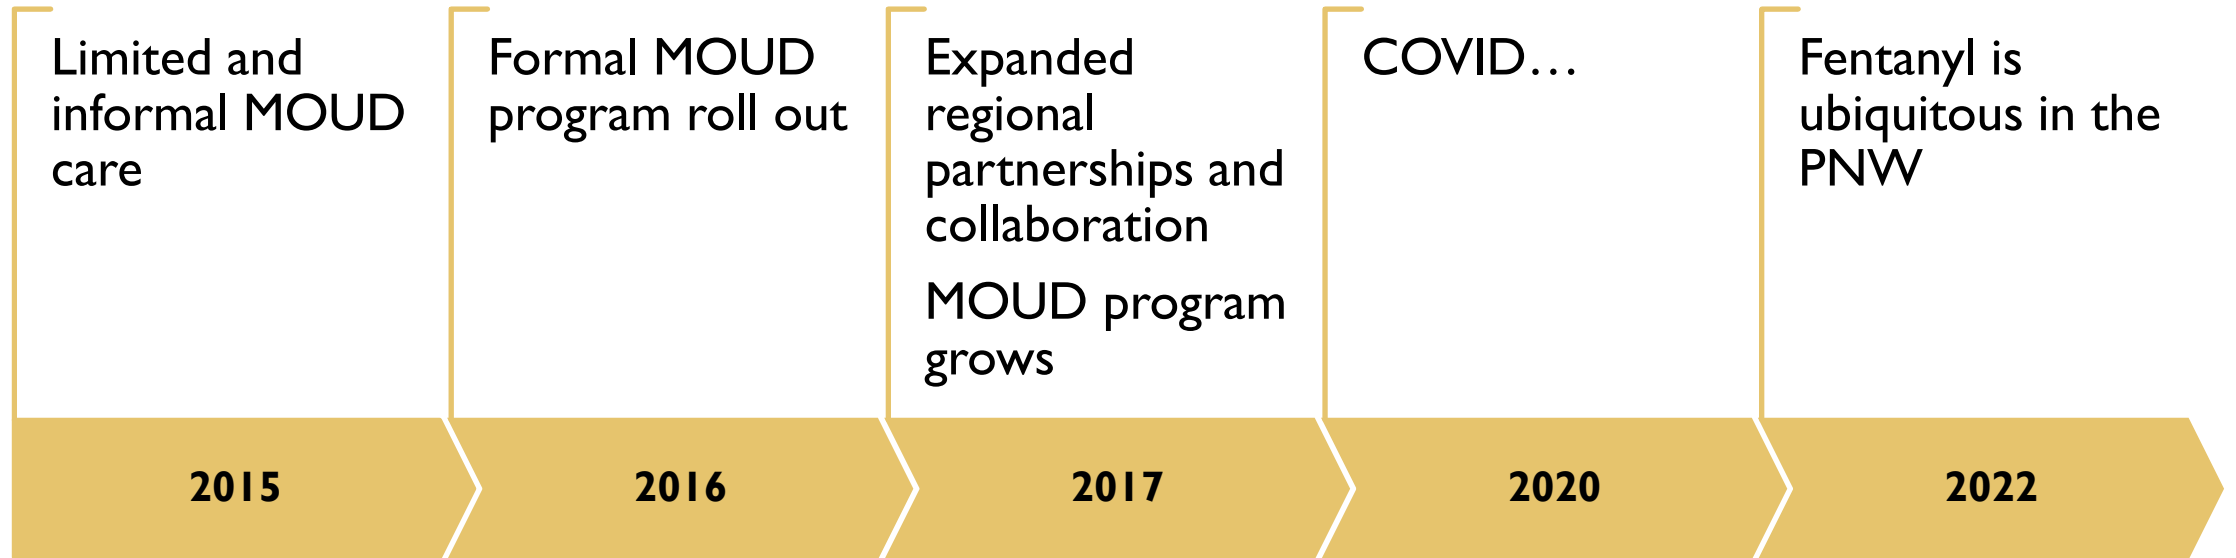 Limited and
informal MOUD
care
Formal MOUD
program roll out
Expanded
regional
partnerships and
collaboration
MOUD program
grows
COVID…
Fentanyl is
ubiquitous in the
PNW
2015
2016
2017
2020
2022